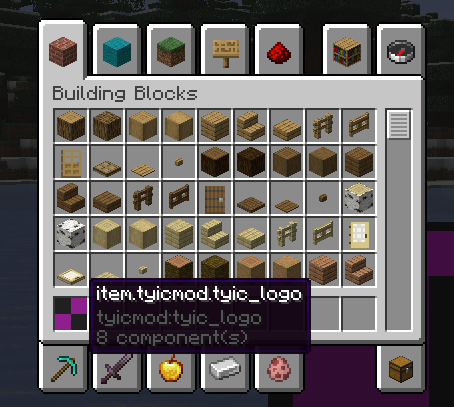 Building Blocks
item.tyicmod.tyic_logo
tyicmod:tyic_logo
8 component(s)